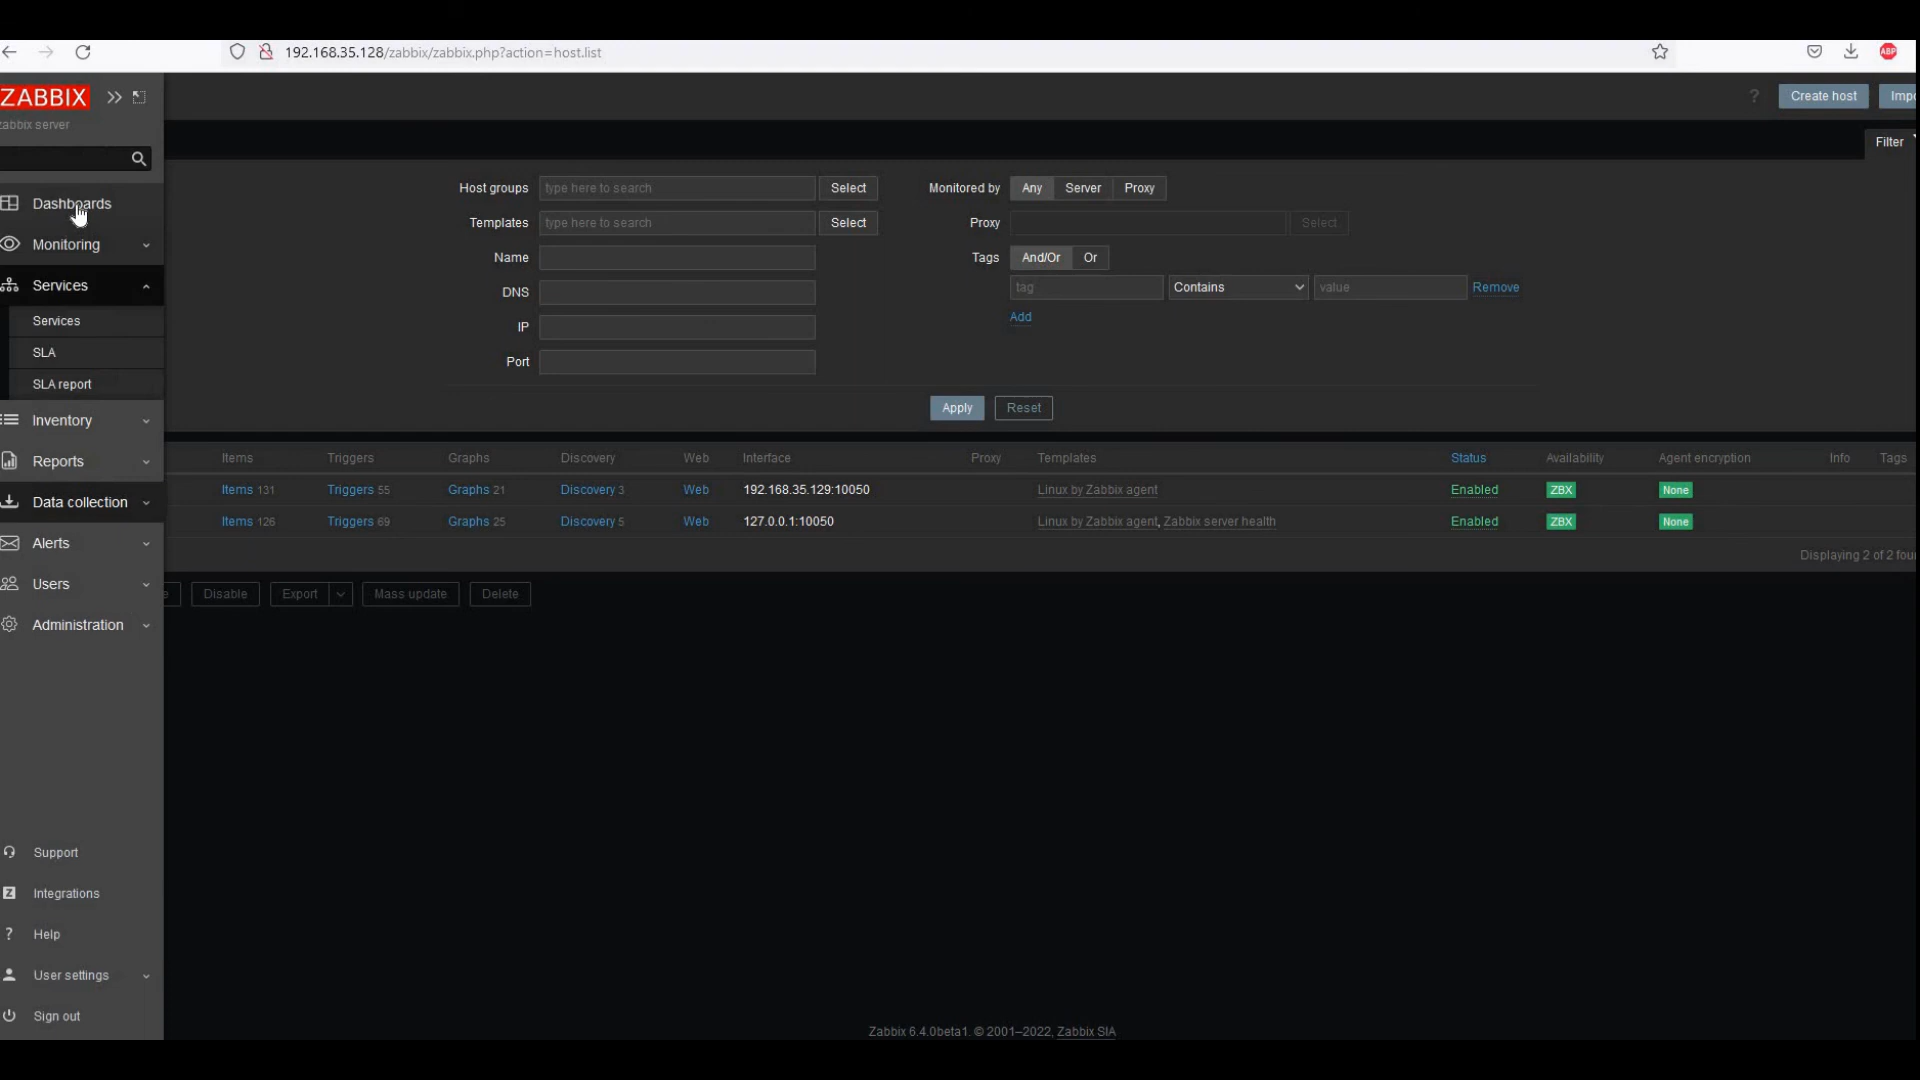 192.168.35.128/zabbix/zabbix.php?action=host.list
ABP
ZABBIX
zabbix server
Create host
Impo
Filter
Dashboards
Monitoring
Services
Services
SLA
SLA report
Inventory
Reports
Data collection
Alerts
Users
Administration
Support
Integrations
Help
User settings
Sign out
Host groups type here to search Select
Templates type here to search Select
Name
DNS
IP
Port
Monitored by Any Server Proxy
Proxy Select
Tags And/Or Or
tag Contains value Remove
Add
Apply Reset
Items Triggers Graphs Discovery Web Interface Proxy Templates Status Availability Agent encryption Info Tags
Items 131 Triggers 55 Graphs 21 Discovery 3 Web 192.168.35.129:10050 Linux by Zabbix agent Enabled ZBX None
Items 126 Triggers 69 Graphs 25 Discovery 5 Web 127.0.0.1:10050 Linux by Zabbix agent, Zabbix server health Enabled ZBX None
Displaying 2 of 2 fou
e Disable Export Mass update Delete
Zabbix 6.4.0beta1. © 2001–2022, Zabbix SIA